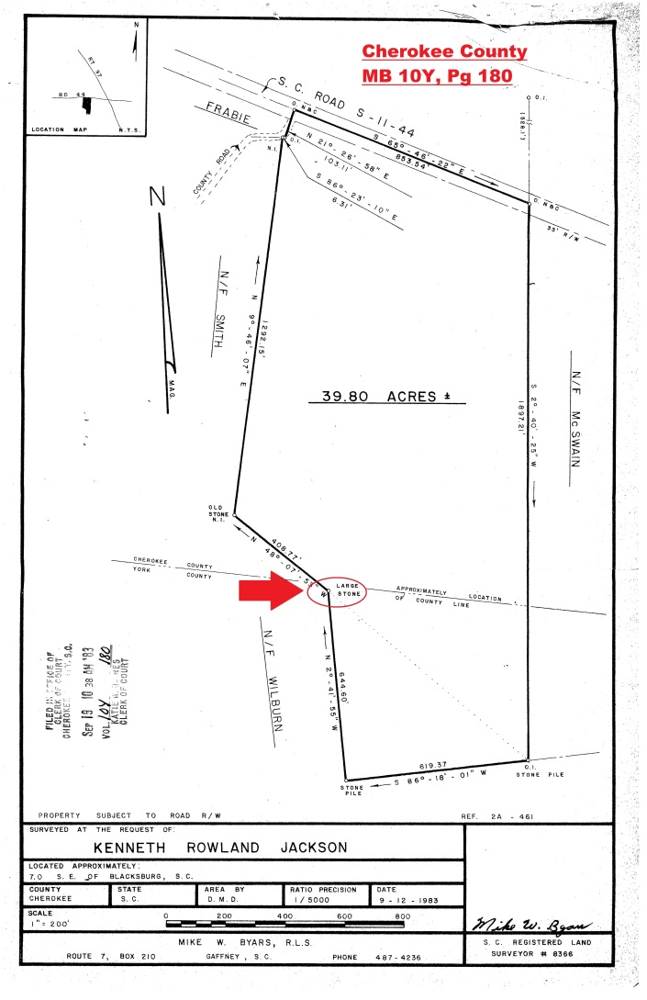 Cherokee County
MB 10Y, Pg 180
N
RT 97
RD 44
LOCATION MAP N.T.S.
S. C. ROAD S-11-44
FRABIE
COUNTY ROAD
O. N&C
N.I.
O.I.
N 21° - 26' - 58" E
103.11'
S 86° - 23' - 10" E
6.31'
S 65° - 46' - 22" E
853.54'
O.I.
(528.1')
O. N&C
33' R/W
N
MAG.
N/F SMITH
N 9° - 46' - 07" E
1292.15'
39.80 ACRES ±
S 2° - 40' - 25" W
1897.21'
N/F McSWAIN
OLD
STONE
N.I.
408.77'
N 48° - 07' - 53" W
CHEROKEE COUNTY
YORK COUNTY
LARGE
STONE
APPROXIMATELY LOCATION
OF COUNTY LINE
N/F WILBURN
644.60'
N 2° - 41' - 55" W
619.37
S 86° - 18' - 01" W
STONE
PILE
O.I.
STONE PILE
CLERK OF COURT
CHEROKEE
SEP 19 10 38 AM '83
VOL. 10Y 180
CLERK OF COURT
PROPERTY SUBJECT TO ROAD R/W
REF. 2A - 461
SURVEYED AT THE REQUEST OF:
KENNETH ROWLAND JACKSON
LOCATED APPROXIMATELY:
7.0 S. E. OF BLACKSBURG, S.C.
COUNTY
CHEROKEE
STATE
S. C.
AREA BY
D. M. D.
RATIO PRECISION
1 / 5000
DATE
9 - 12 - 1983
SCALE
1" = 200'
0 200 400 600 800
Mike W. Byars
MIKE W. BYARS, R.L.S.
ROUTE 7, BOX 210 GAFFNEY, S.C. PHONE 487-4236
S. C. REGISTERED LAND
SURVEYOR # 8366